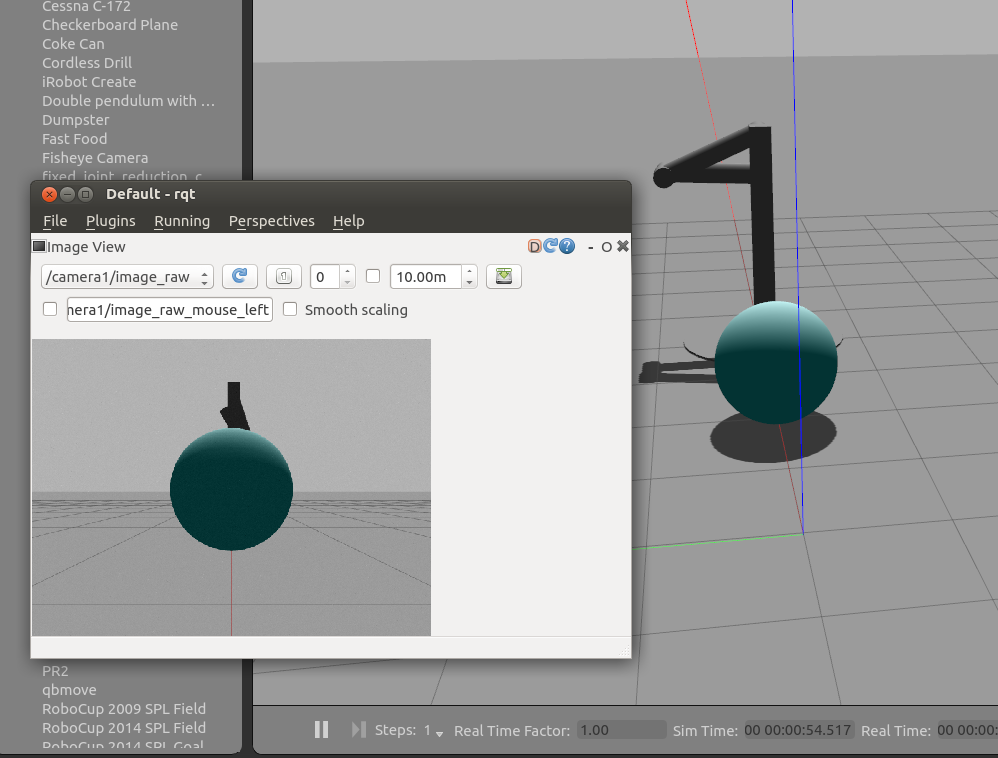 Cessna C-172
Checkerboard Plane
Coke Can
Cordless Drill
iRobot Create
Double pendulum with …
Dumpster
Fast Food
Fisheye Camera
fixed_joint_reduction_c
Default - rqt
File Plugins Running Perspectives Help
Image View
D ? - O ✖
/camera1/image_raw 0 10.00m
nera1/image_raw_mouse_left Smooth scaling
PR2
qbmove
RoboCup 2009 SPL Field
RoboCup 2014 SPL Field
RoboCup 2014 SPL Goal
Steps: 1 Real Time Factor: 1.00 Sim Time: 00 00:00:54.517 Real Time: 00 00:00: